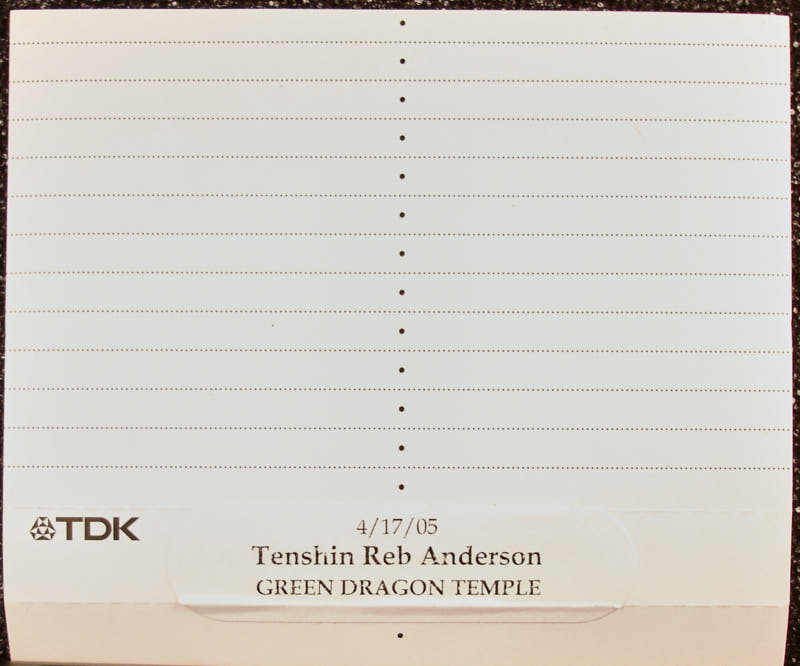 TDK
4/17/05
Tenshin Reb Anderson
GREEN DRAGON TEMPLE